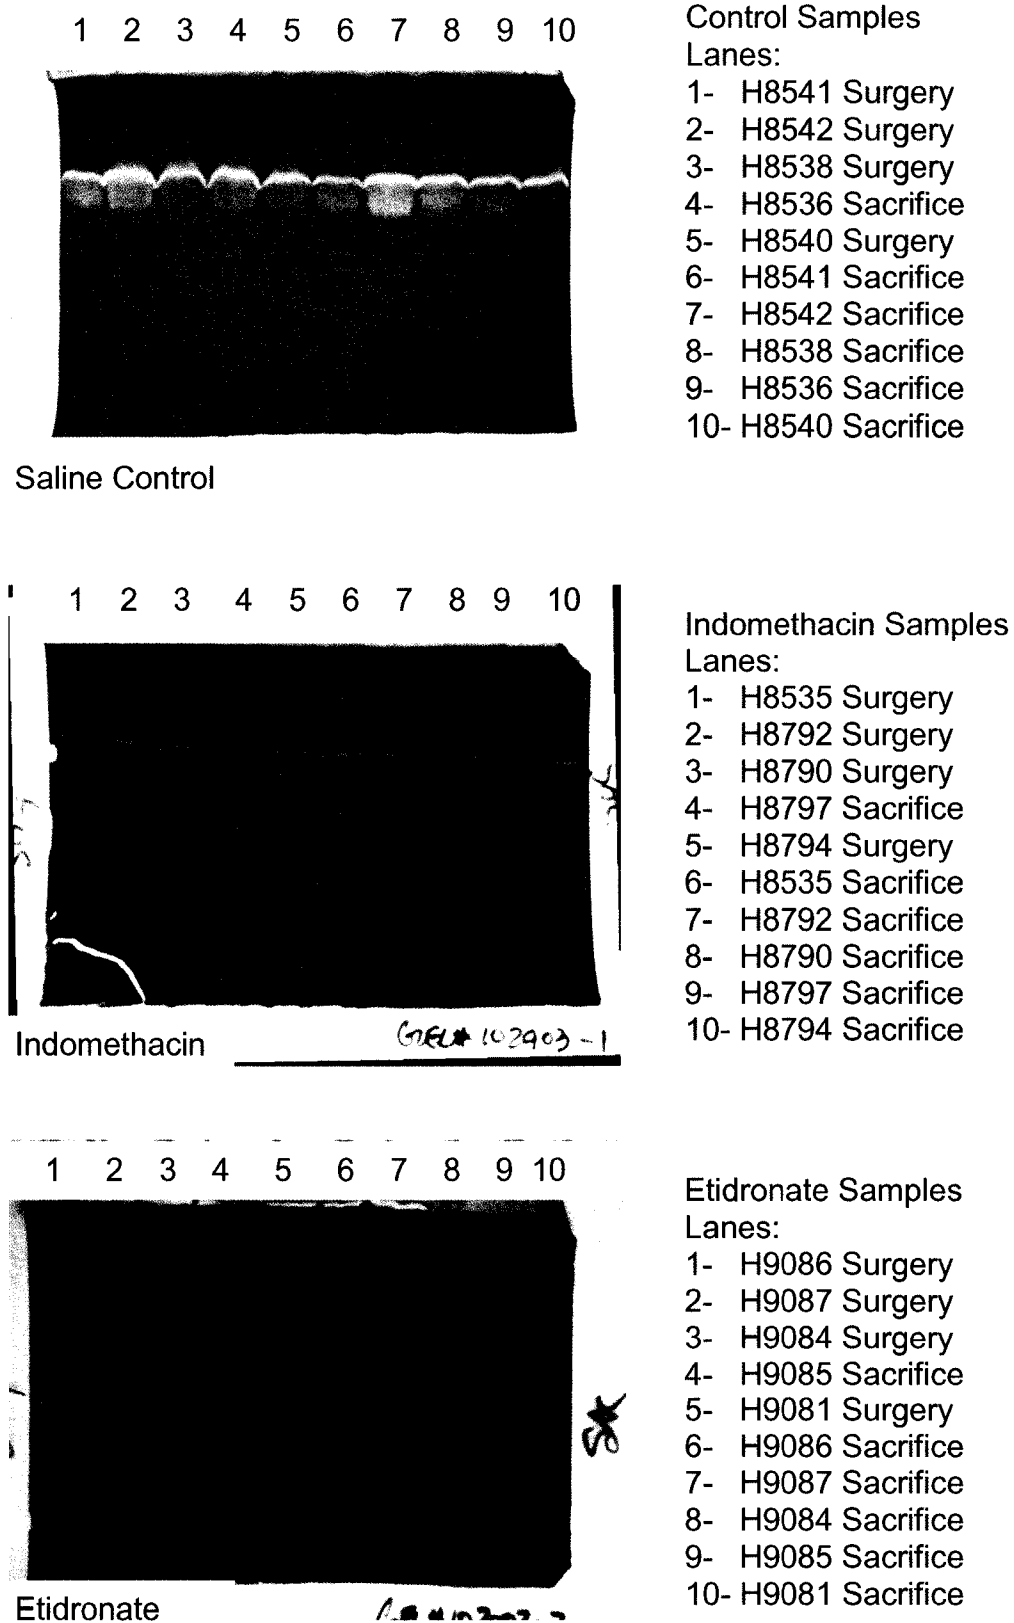 1 2 3 4 5 6 7 8 9 10
Saline Control
Control Samples
Lanes:
1- H8541 Surgery
2- H8542 Surgery
3- H8538 Surgery
4- H8536 Sacrifice
5- H8540 Surgery
6- H8541 Sacrifice
7- H8542 Sacrifice
8- H8538 Sacrifice
9- H8536 Sacrifice
10- H8540 Sacrifice
1 2 3 4 5 6 7 8 9 10
Indomethacin
GEL# 102903-1
Indomethacin Samples
Lanes:
1- H8535 Surgery
2- H8792 Surgery
3- H8790 Surgery
4- H8797 Sacrifice
5- H8794 Surgery
6- H8535 Sacrifice
7- H8792 Sacrifice
8- H8790 Sacrifice
9- H8797 Sacrifice
10- H8794 Sacrifice
1 2 3 4 5 6 7 8 9 10
Etidronate
Etidronate Samples
Lanes:
1- H9086 Surgery
2- H9087 Surgery
3- H9084 Surgery
4- H9085 Sacrifice
5- H9081 Surgery
6- H9086 Sacrifice
7- H9087 Sacrifice
8- H9084 Sacrifice
9- H9085 Sacrifice
10- H9081 Sacrifice